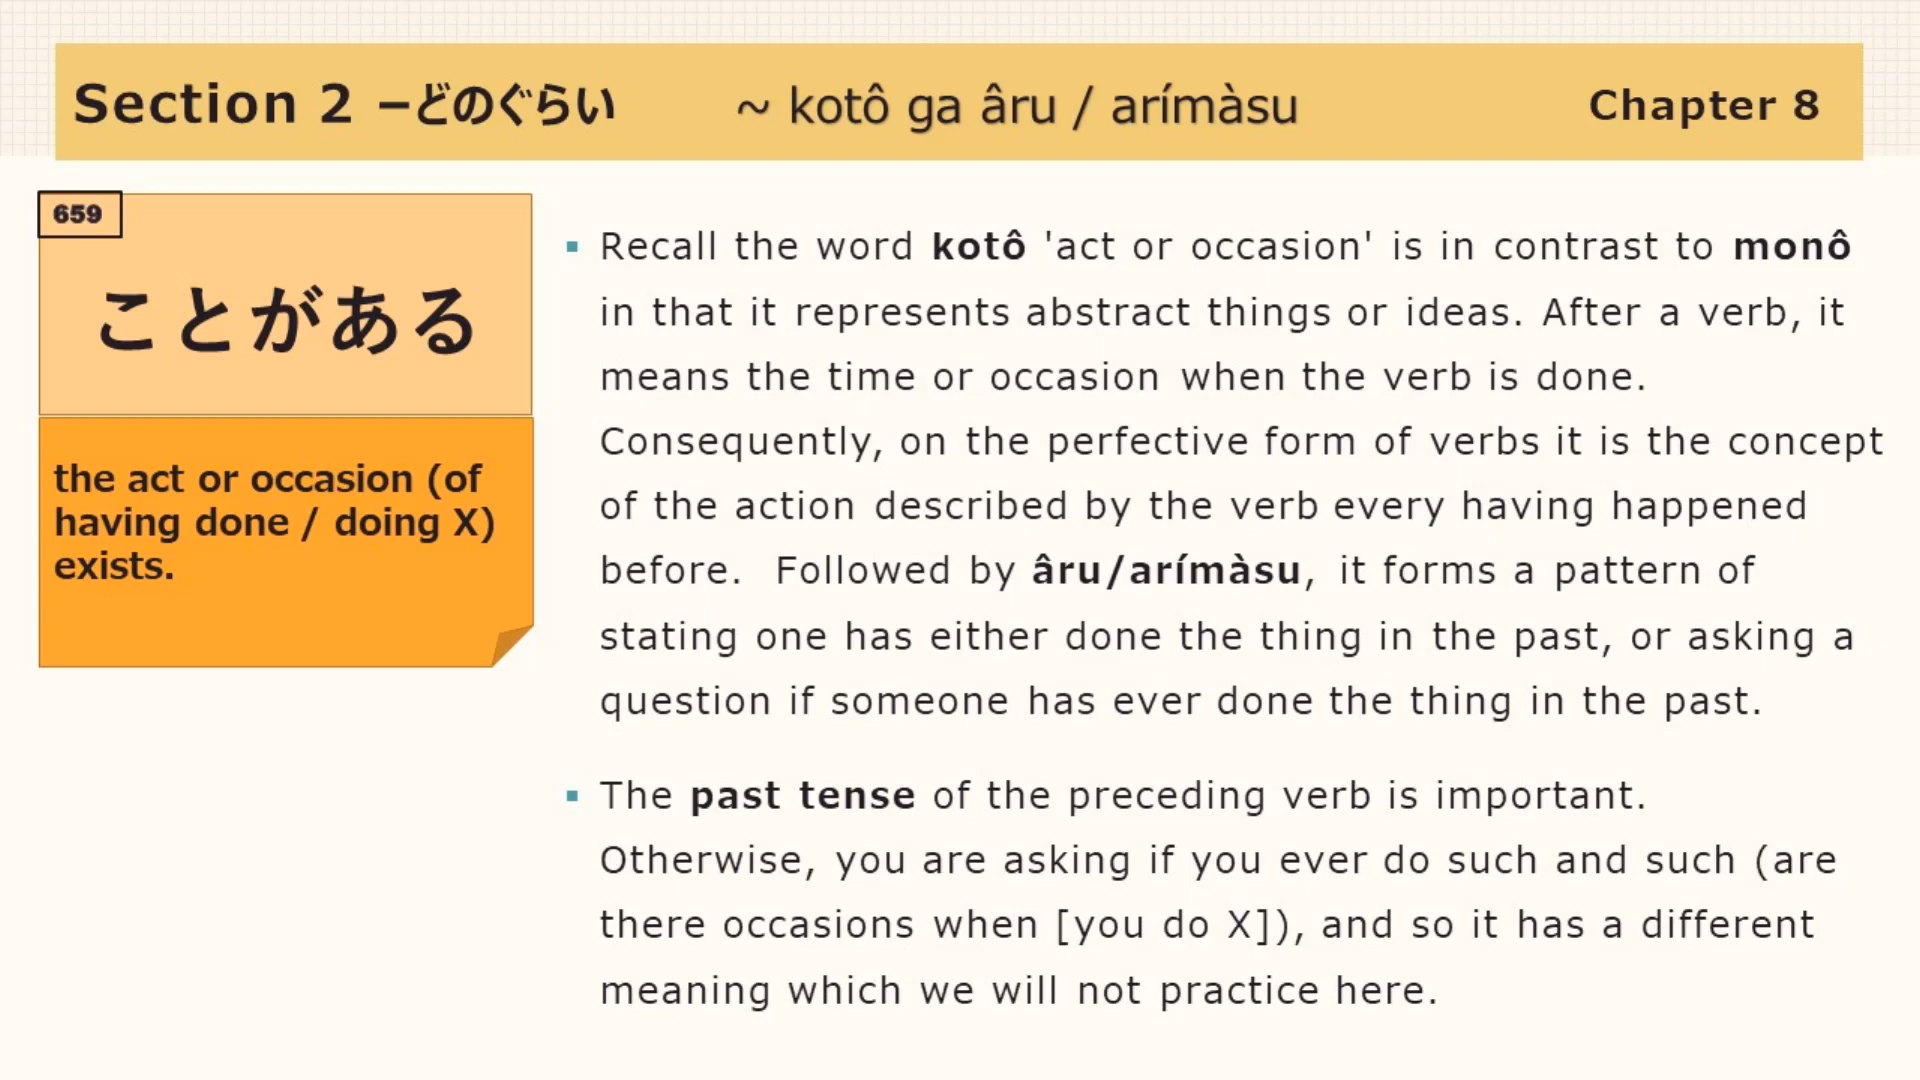 Section 2 −どのぐらい ~ kotô ga âru / arímàsu Chapter 8
659
ことがある
the act or occasion (of
having done / doing X)
exists.
▪ Recall the word kotô 'act or occasion' is in contrast to monô
in that it represents abstract things or ideas. After a verb, it
means the time or occasion when the verb is done.
Consequently, on the perfective form of verbs it is the concept
of the action described by the verb every having happened
before. Followed by âru/arímàsu, it forms a pattern of
stating one has either done the thing in the past, or asking a
question if someone has ever done the thing in the past.
▪ The past tense of the preceding verb is important.
Otherwise, you are asking if you ever do such and such (are
there occasions when [you do X]), and so it has a different
meaning which we will not practice here.